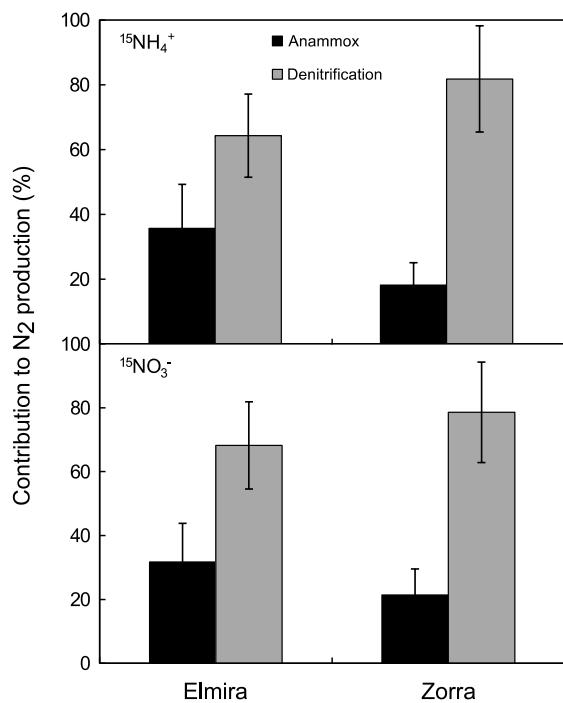 Contribution to N₂ production (%)
100
80
60
40
20
¹⁵NH₄⁺
Anammox
Denitrification
100
80
60
40
20
0
¹⁵NO₃⁻
Elmira
Zorra